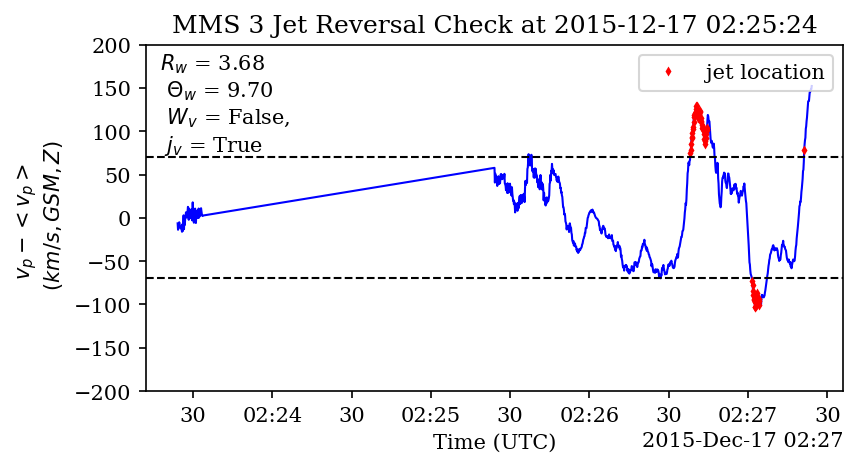 MMS 3 Jet Reversal Check at 2015-12-17 02:25:24
R_w = 3.68
Θ_w = 9.70
W_v = False,
j_v = True
jet location
v_p − < v_p >
(km/s, GSM, Z)
200
150
100
50
0
−50
−100
−150
−200
30 02:24 30 02:25 30 02:26 30 02:27 30
Time (UTC)
2015-Dec-17 02:27